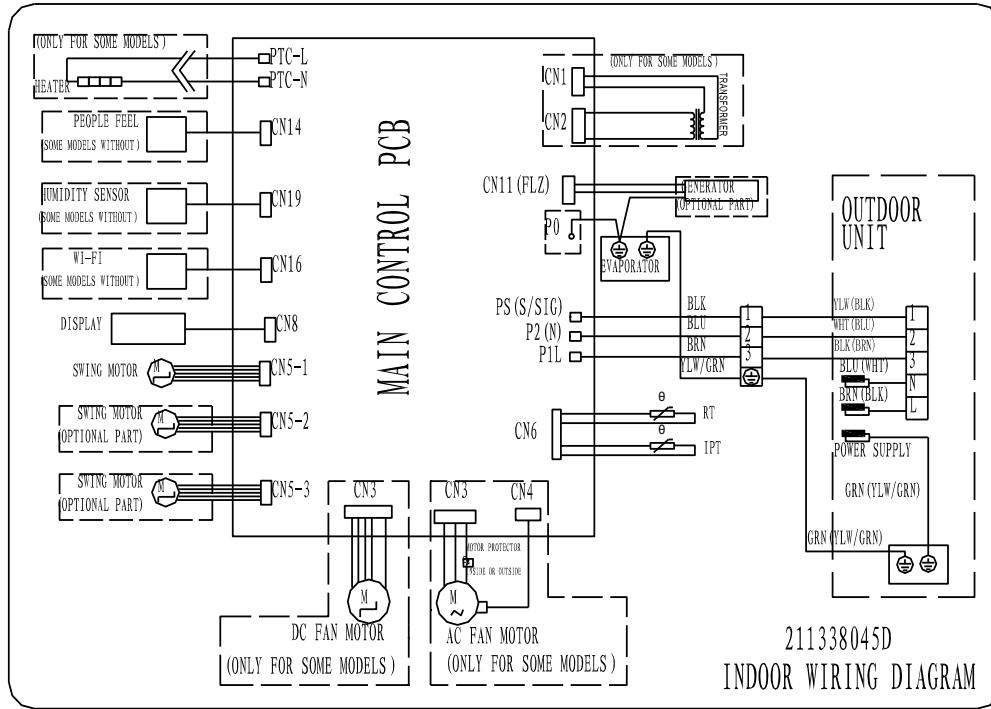 (ONLY FOR SOME MODELS)
HEATER
PTC-L
PTC-N
PEOPLE FEEL
(SOME MODELS WITHOUT)
CN14
HUMIDITY SENSOR
(SOME MODELS WITHOUT)
CN19
WI-FI
(SOME MODELS WITHOUT)
CN16
DISPLAY
CN8
SWING MOTOR
M
CN5-1
SWING MOTOR
(OPTIONAL PART)
M
CN5-2
SWING MOTOR
(OPTIONAL PART)
M
CN5-3
MAIN CONTROL PCB
(ONLY FOR SOME MODELS)
CN1
CN2
TRANSFORMER
CN11(FLZ)
GENERATOR
(OPTIONAL PART)
P0
EVAPORATOR
PS(S/SIG)
P2(N)
P1L
BLK
BLU
BRN
YLW/GRN
1
2
3
YLW(BLK)
WHT(BLU)
BLK(BRN)
BLU(WHT)
BRN(BLK)
OUTDOOR
UNIT
1
2
3
N
L
POWER SUPPLY
GRN(YLW/GRN)
GRN(YLW/GRN)
CN6
θ
RT
θ
IPT
CN3
M
DC FAN MOTOR
(ONLY FOR SOME MODELS)
CN3
CN4
MOTOR PROTECTOR
INSIDE OR OUTSIDE
M
~
AC FAN MOTOR
(ONLY FOR SOME MODELS)
211338045D
INDOOR WIRING DIAGRAM